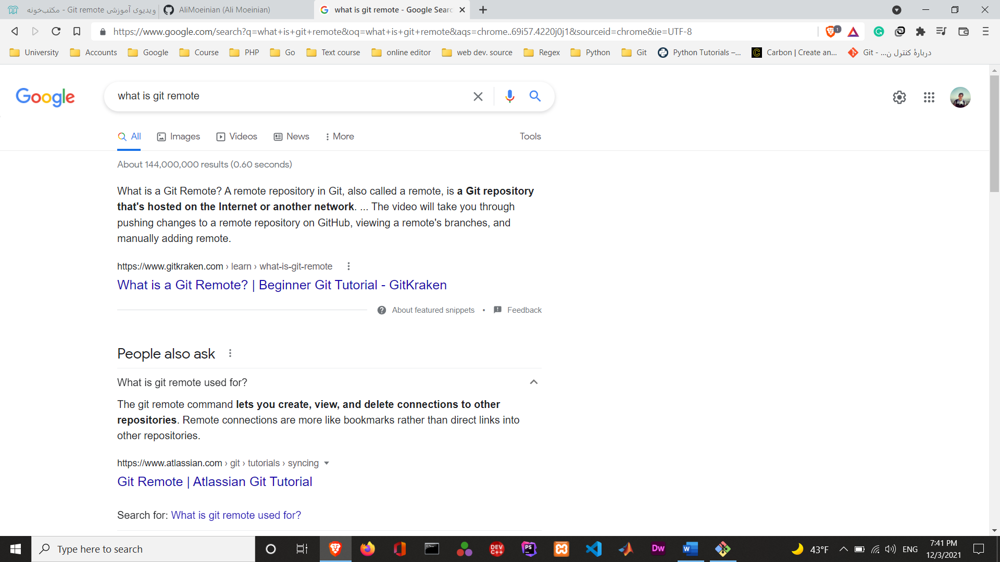 ویدیوی آموزشی Git remote - مکتب‌خونه
AliMoeinian (Ali Moeinian)
what is git remote - Google Searc
https://www.google.com/search?q=what+is+git+remote&oq=what+is+git+remote&aqs=chrome..69i57.4220j0j1&sourceid=chrome&ie=UTF-8
1
University Accounts Google Course PHP Go Text course online editor web dev. source Regex Python Git Python Tutorials –... Carbon | Create an... Git - ...دربارهٔ کنترل ن
Google
what is git remote
All Images Videos News More Tools
About 144,000,000 results (0.60 seconds)
What is a Git Remote? A remote repository in Git, also called a remote, is a Git repository
that's hosted on the Internet or another network. ... The video will take you through
pushing changes to a remote repository on GitHub, viewing a remote's branches, and
manually adding remote.
https://www.gitkraken.com › learn › what-is-git-remote
What is a Git Remote? | Beginner Git Tutorial - GitKraken
About featured snippets • Feedback
People also ask
What is git remote used for?
The git remote command lets you create, view, and delete connections to other
repositories. Remote connections are more like bookmarks rather than direct links into
other repositories.
https://www.atlassian.com › git › tutorials › syncing
Git Remote | Atlassian Git Tutorial
Search for: What is git remote used for?
Type here to search
DEV C++
PS
Dw
W
43°F
ENG
7:41 PM
12/3/2021